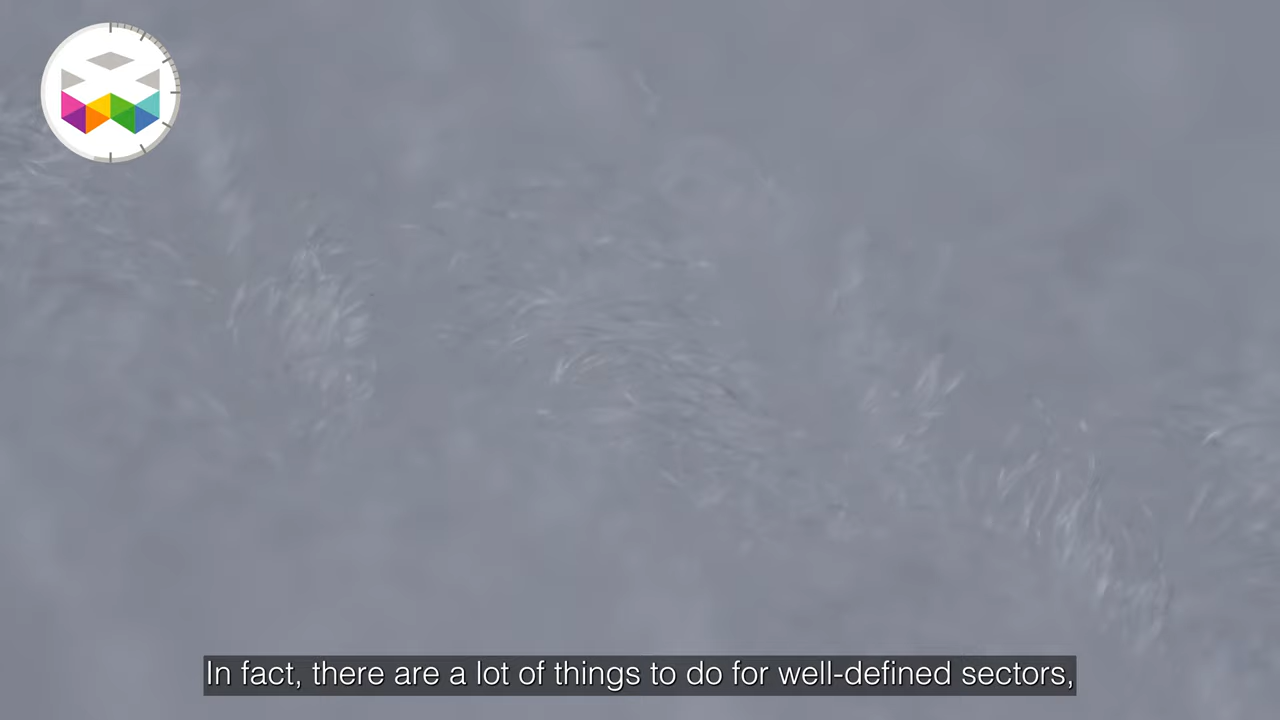 In fact, there are a lot of things to do for well-defined sectors,